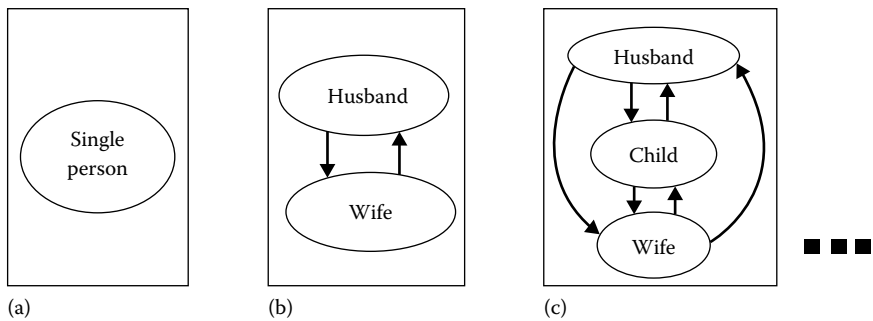 Single
person
(a)
Husband
Wife
(b)
Husband
Child
Wife
(c)